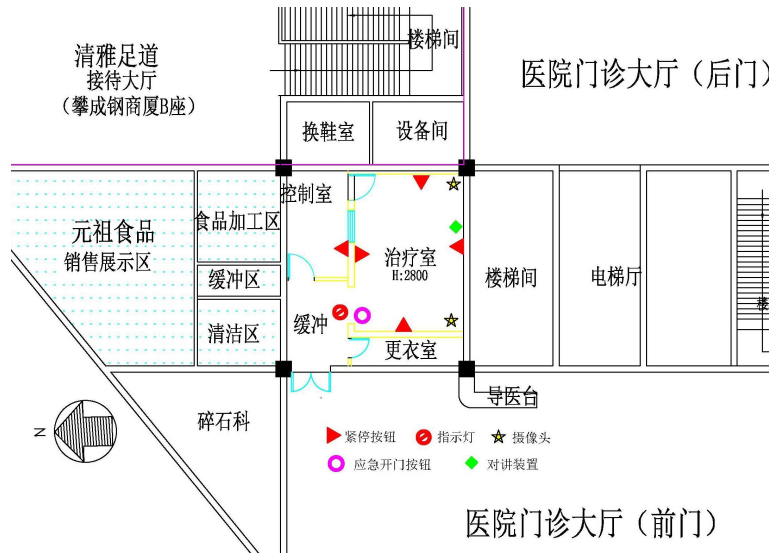 清雅足道
接待大厅
（攀成钢商厦B座）
楼梯间
医院门诊大厅（后门）
换鞋室
设备间
控制室
食品加工区
元祖食品
销售展示区
缓冲区
清洁区
治疗室
H:2800
缓冲
更衣室
楼梯间
电梯厅
楼
导医台
碎石科
N
紧停按钮
指示灯
摄像头
应急开门按钮
对讲装置
医院门诊大厅（前门）